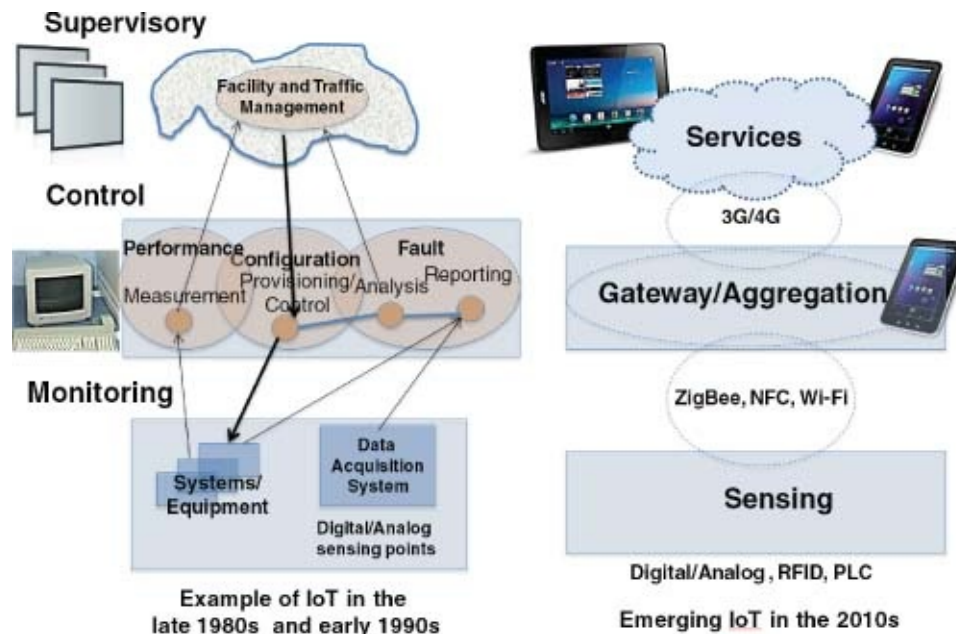 Supervisory
Facility and Traffic
Management
Control
Performance
Configuration
Fault
Measurement
Provisioning/
Control
Analysis
Reporting
Monitoring
Systems/
Equipment
Data
Acquisition
System
Digital/Analog
sensing points
Example of IoT in the
late 1980s and early 1990s
Services
3G/4G
Gateway/Aggregation
ZigBee, NFC, Wi-Fi
Sensing
Digital/Analog, RFID, PLC
Emerging IoT in the 2010s